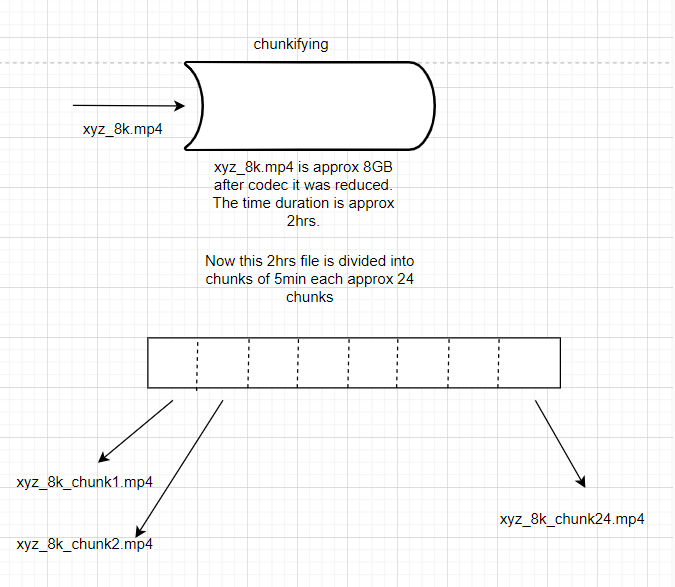 chunkifying
xyz_8k.mp4
xyz_8k.mp4 is approx 8GB
after codec it was reduced.
The time duration is approx
2hrs.
Now this 2hrs file is divided into
chunks of 5min each approx 24
chunks
xyz_8k_chunk1.mp4
xyz_8k_chunk24.mp4
xyz_8k_chunk2.mp4